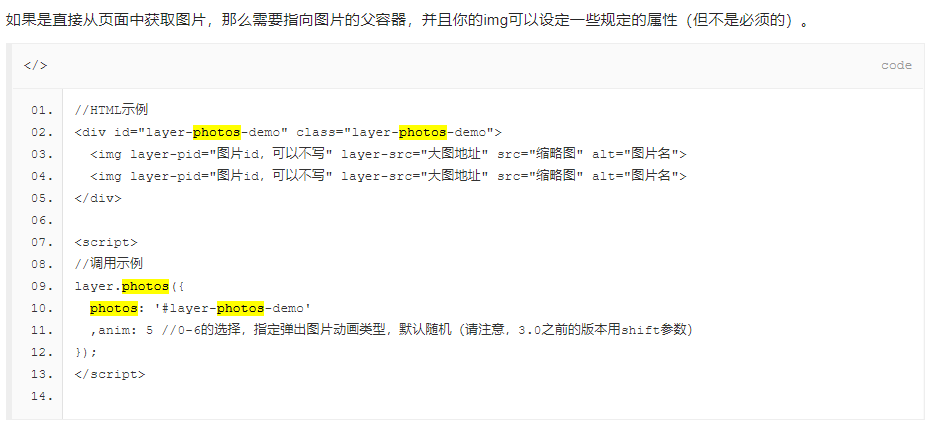 如果是直接从页面中获取图片，那么需要指向图片的父容器，并且你的img可以设定一些规定的属性（但不是必须的）。
</> code
01. //HTML示例
02. <div id="layer-photos-demo" class="layer-photos-demo">
03.   <img layer-pid="图片id，可以不写" layer-src="大图地址" src="缩略图" alt="图片名">
04.   <img layer-pid="图片id，可以不写" layer-src="大图地址" src="缩略图" alt="图片名">
05. </div>
06.
07. <script>
08. //调用示例
09. layer.photos({
10.   photos: '#layer-photos-demo'
11.   ,anim: 5 //0-6的选择，指定弹出图片动画类型，默认随机（请注意，3.0之前的版本用shift参数）
12. });
13. </script>
14.